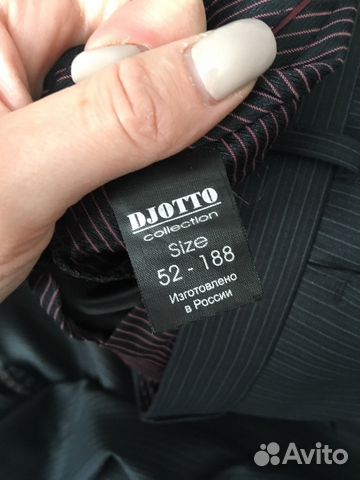 DJOTTO
collection
Size
52 - 188
Изготовлено
в России
Avito